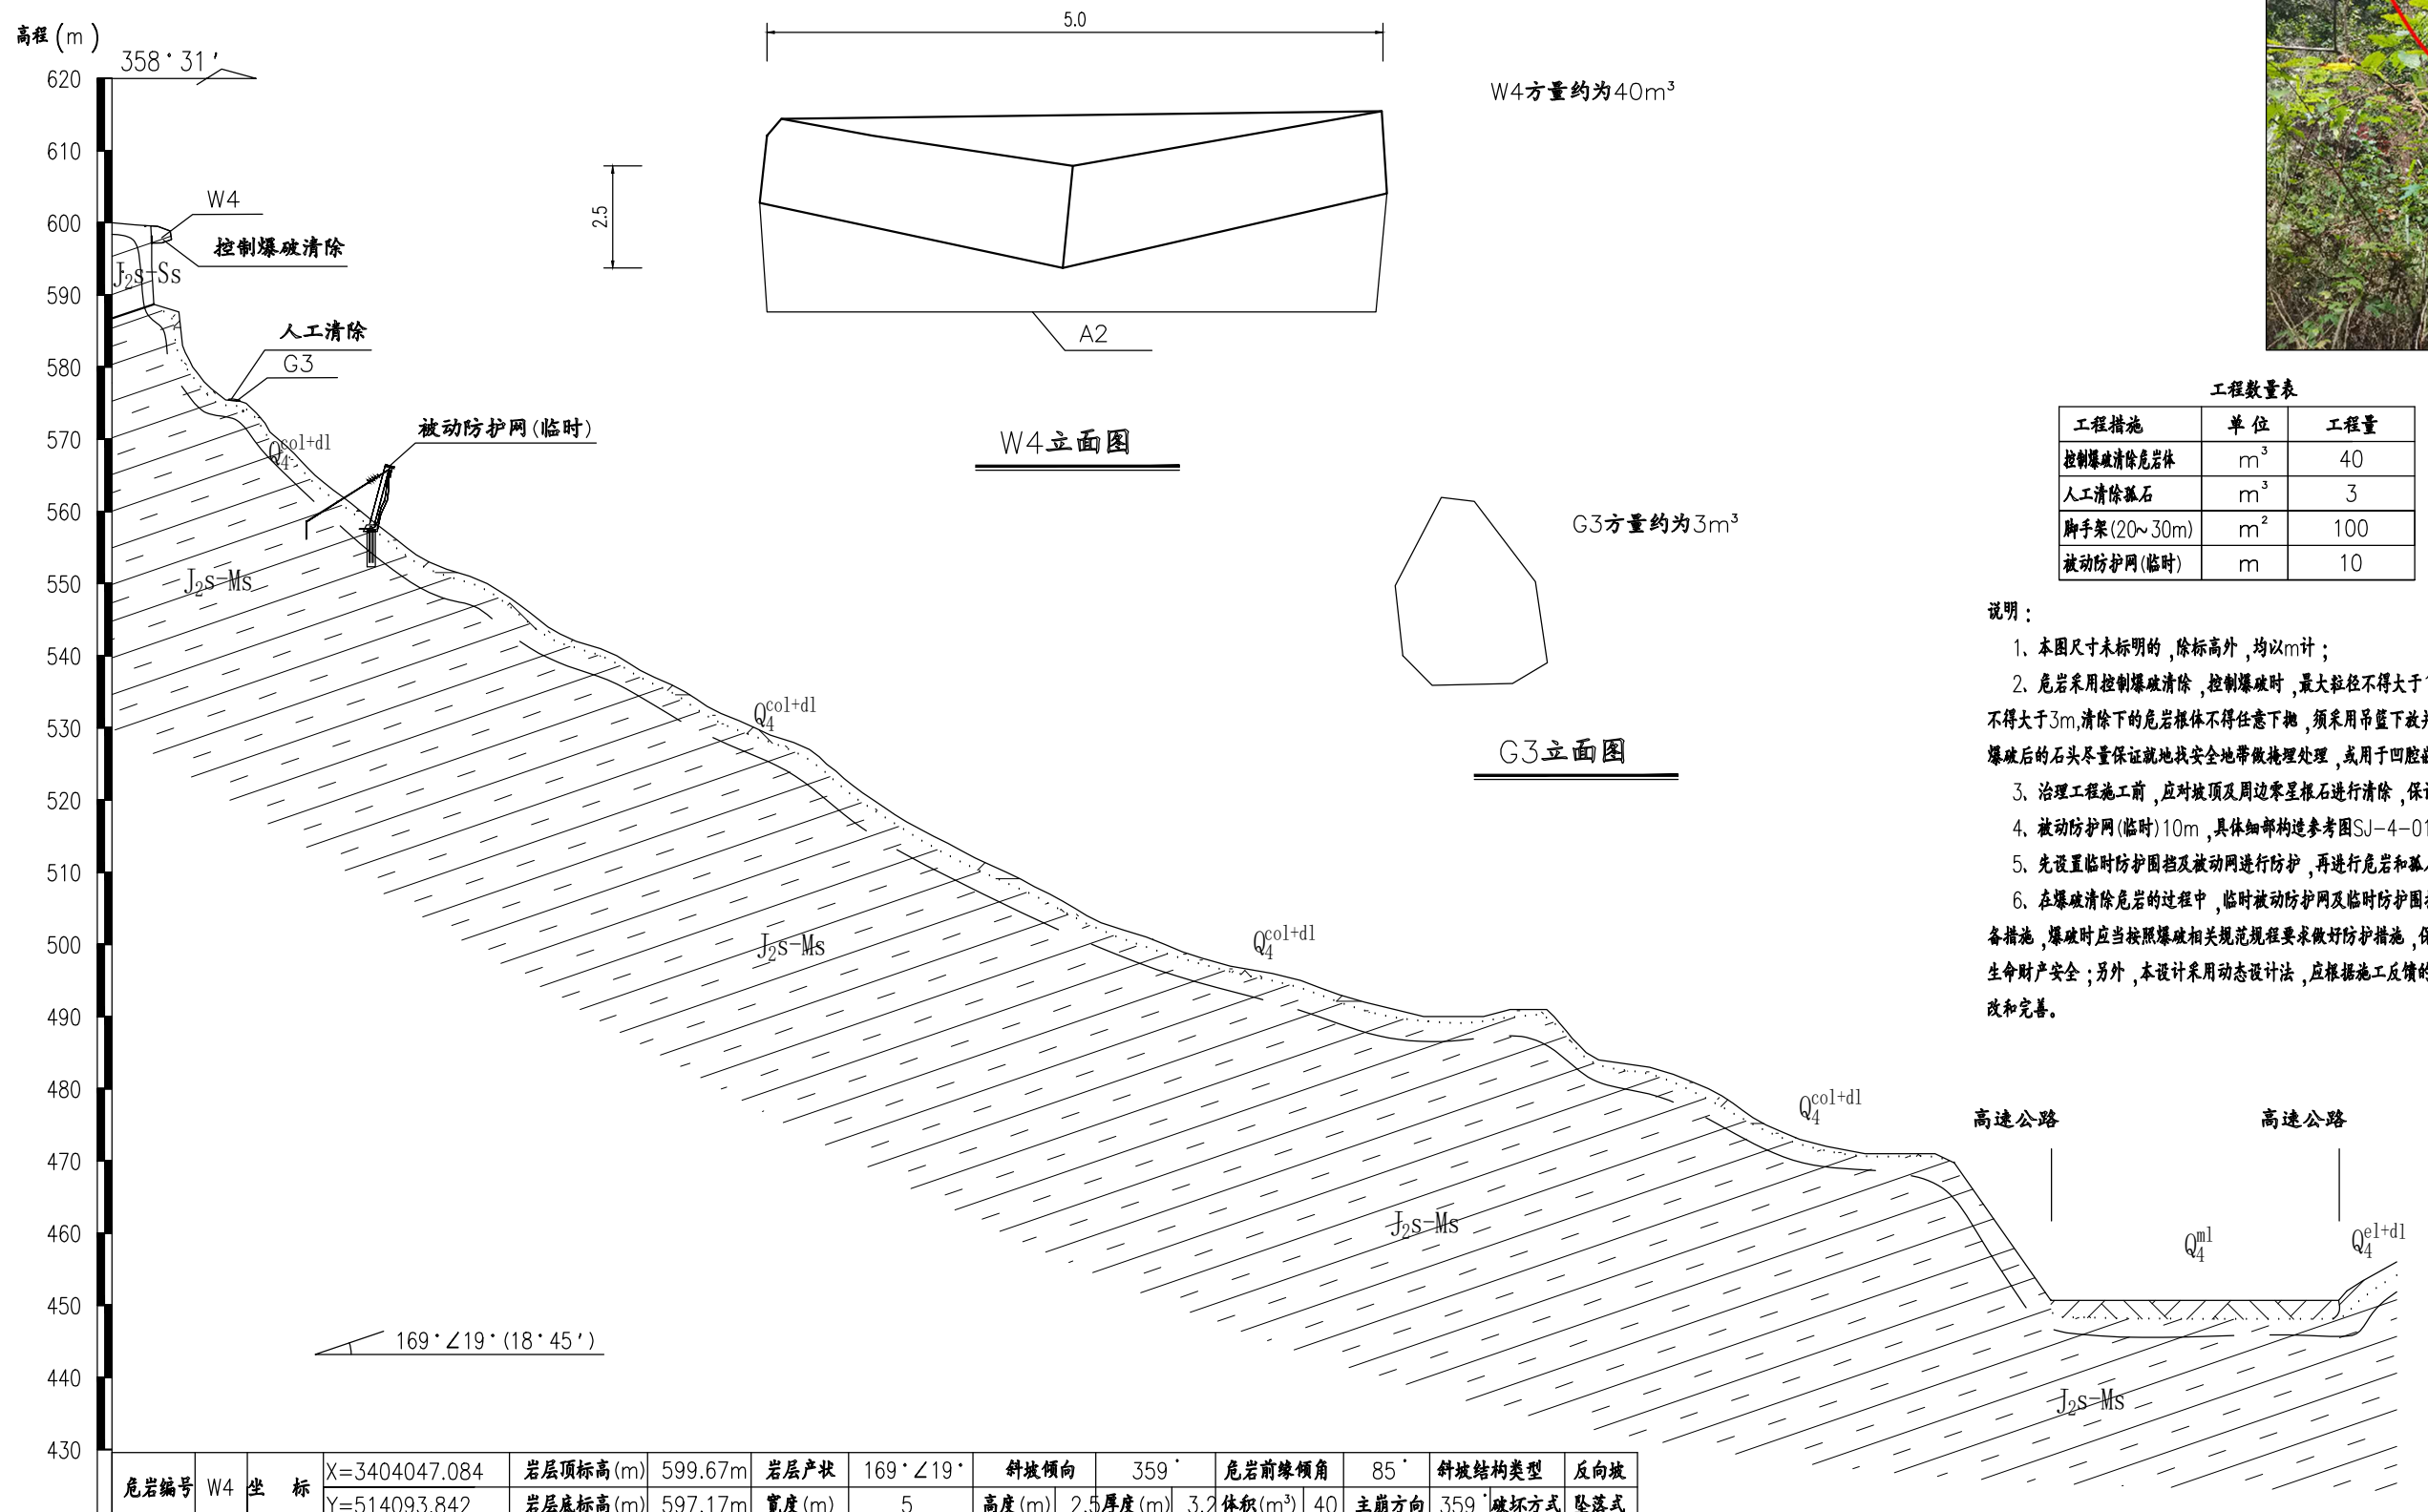 高程(m)
358°31′
620
610
600
590
580
570
560
550
540
530
520
510
500
490
480
470
460
450
440
430
W4
控制爆破清除
J₂s-Ss
人工清除
G3
Q₄ᶜᵒˡ⁺ᵈˡ
被动防护网(临时)
J₂s-Ms
Q₄ᶜᵒˡ⁺ᵈˡ
J₂s-Ms
Q₄ᶜᵒˡ⁺ᵈˡ
J₂s-Ms
Q₄ᶜᵒˡ⁺ᵈˡ
高速公路
高速公路
Q₄ᵐˡ
Q₄ᵉˡ⁺ᵈˡ
J₂s-Ms
169°∠19°(18°45′)
5.0
2.5
W4方量约为40m³
A2
W4立面图
G3方量约为3m³
G3立面图
工程数量表
工程措施 单位 工程量
控制爆破清除危岩体 m³ 40
人工清除孤石 m³ 3
脚手架(20~30m) m² 100
被动防护网(临时) m 10
说明：
1、本图尺寸未标明的,除标高外,均以m计；
2、危岩采用控制爆破清除,控制爆破时,最大粒径不得大于
不得大于3m,清除下的危岩根体不得任意下抛,须采用吊篮下放
爆破后的石头尽量保证就地找安全地带做掩埋处理,或用于凹腔
3、治理工程施工前,应对坡顶及周边零星根石进行清除,保
4、被动防护网(临时)10m,具体细部构造参考图SJ-4-01
5、先设置临时防护围挡及被动网进行防护,再进行危岩和孤
6、在爆破清除危岩的过程中,临时被动防护网及临时防护围
备措施,爆破时应当按照爆破相关规范规程要求做好防护措施,
生命财产安全；另外,本设计采用动态设计法,应根据施工反馈的
改和完善。
危岩编号 W4 坐 标 X=3404047.084 岩层顶标高(m) 599.67m 岩层产状 169°∠19° 斜坡倾向 359° 危岩前缘倾角 85° 斜坡结构类型 反向坡
Y=514093.842 岩层底标高(m) 597.17m 宽度(m) 5 高度(m) 2.5 厚度(m) 3.2 体积(m³) 40 主崩方向 359° 破坏方式 坠落式